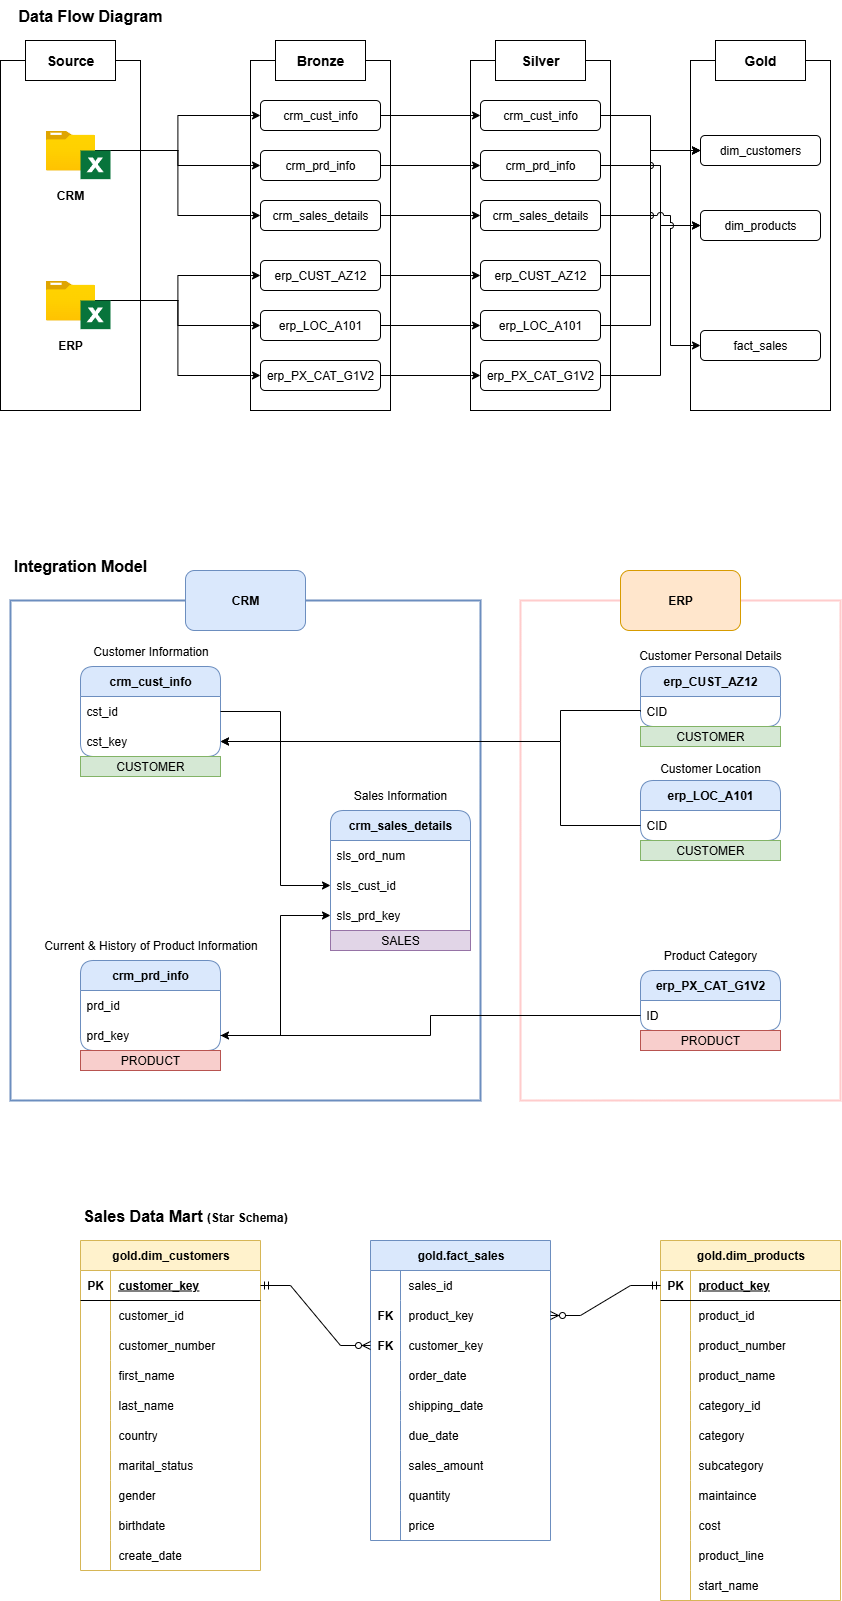 Data Flow Diagram
Source
Bronze
Silver
Gold
crm_cust_info
crm_cust_info
dim_customers
crm_prd_info
crm_prd_info
CRM
crm_sales_details
crm_sales_details
dim_products
erp_CUST_AZ12
erp_CUST_AZ12
erp_LOC_A101
erp_LOC_A101
ERP
fact_sales
erp_PX_CAT_G1V2
erp_PX_CAT_G1V2
Integration Model
CRM
ERP
Customer Information
crm_cust_info
cst_id
cst_key
CUSTOMER
Sales Information
crm_sales_details
sls_ord_num
sls_cust_id
sls_prd_key
SALES
Current & History of Product Information
crm_prd_info
prd_id
prd_key
PRODUCT
Customer Personal Details
erp_CUST_AZ12
CID
CUSTOMER
Customer Location
erp_LOC_A101
CID
CUSTOMER
Product Category
erp_PX_CAT_G1V2
ID
PRODUCT
Sales Data Mart (Star Schema)
gold.dim_customers
PK customer_key
customer_id
customer_number
first_name
last_name
country
marital_status
gender
birthdate
create_date
gold.fact_sales
sales_id
FK product_key
FK customer_key
order_date
shipping_date
due_date
sales_amount
quantity
price
gold.dim_products
PK product_key
product_id
product_number
product_name
category_id
category
subcategory
maintaince
cost
product_line
start_name